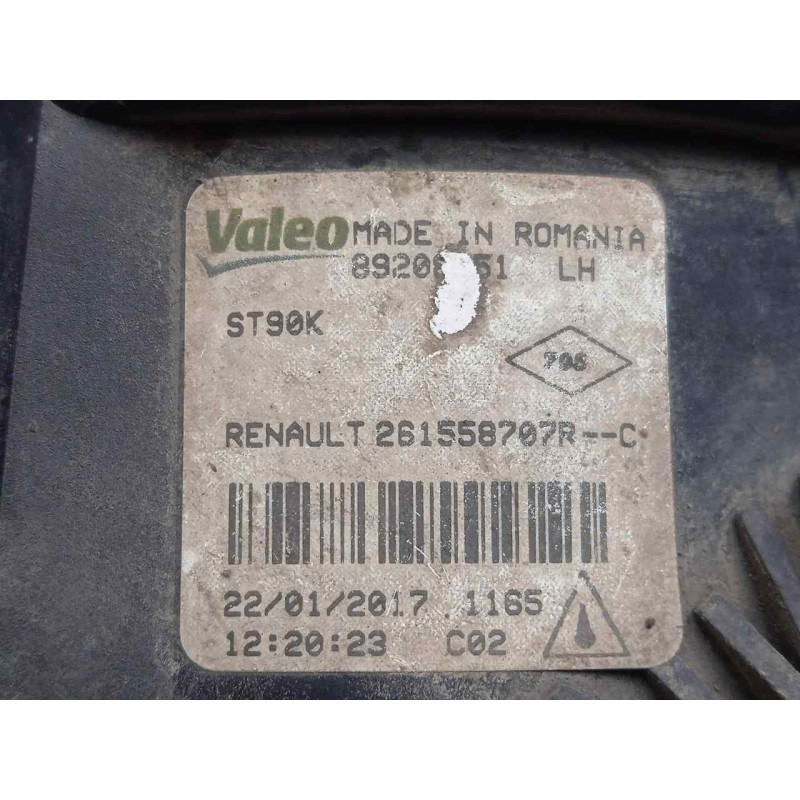 Valeo MADE IN ROMANIA
LH
ST90K
RENAULT 261558707R--C
22/01/2017 1165
12:20:23 C02